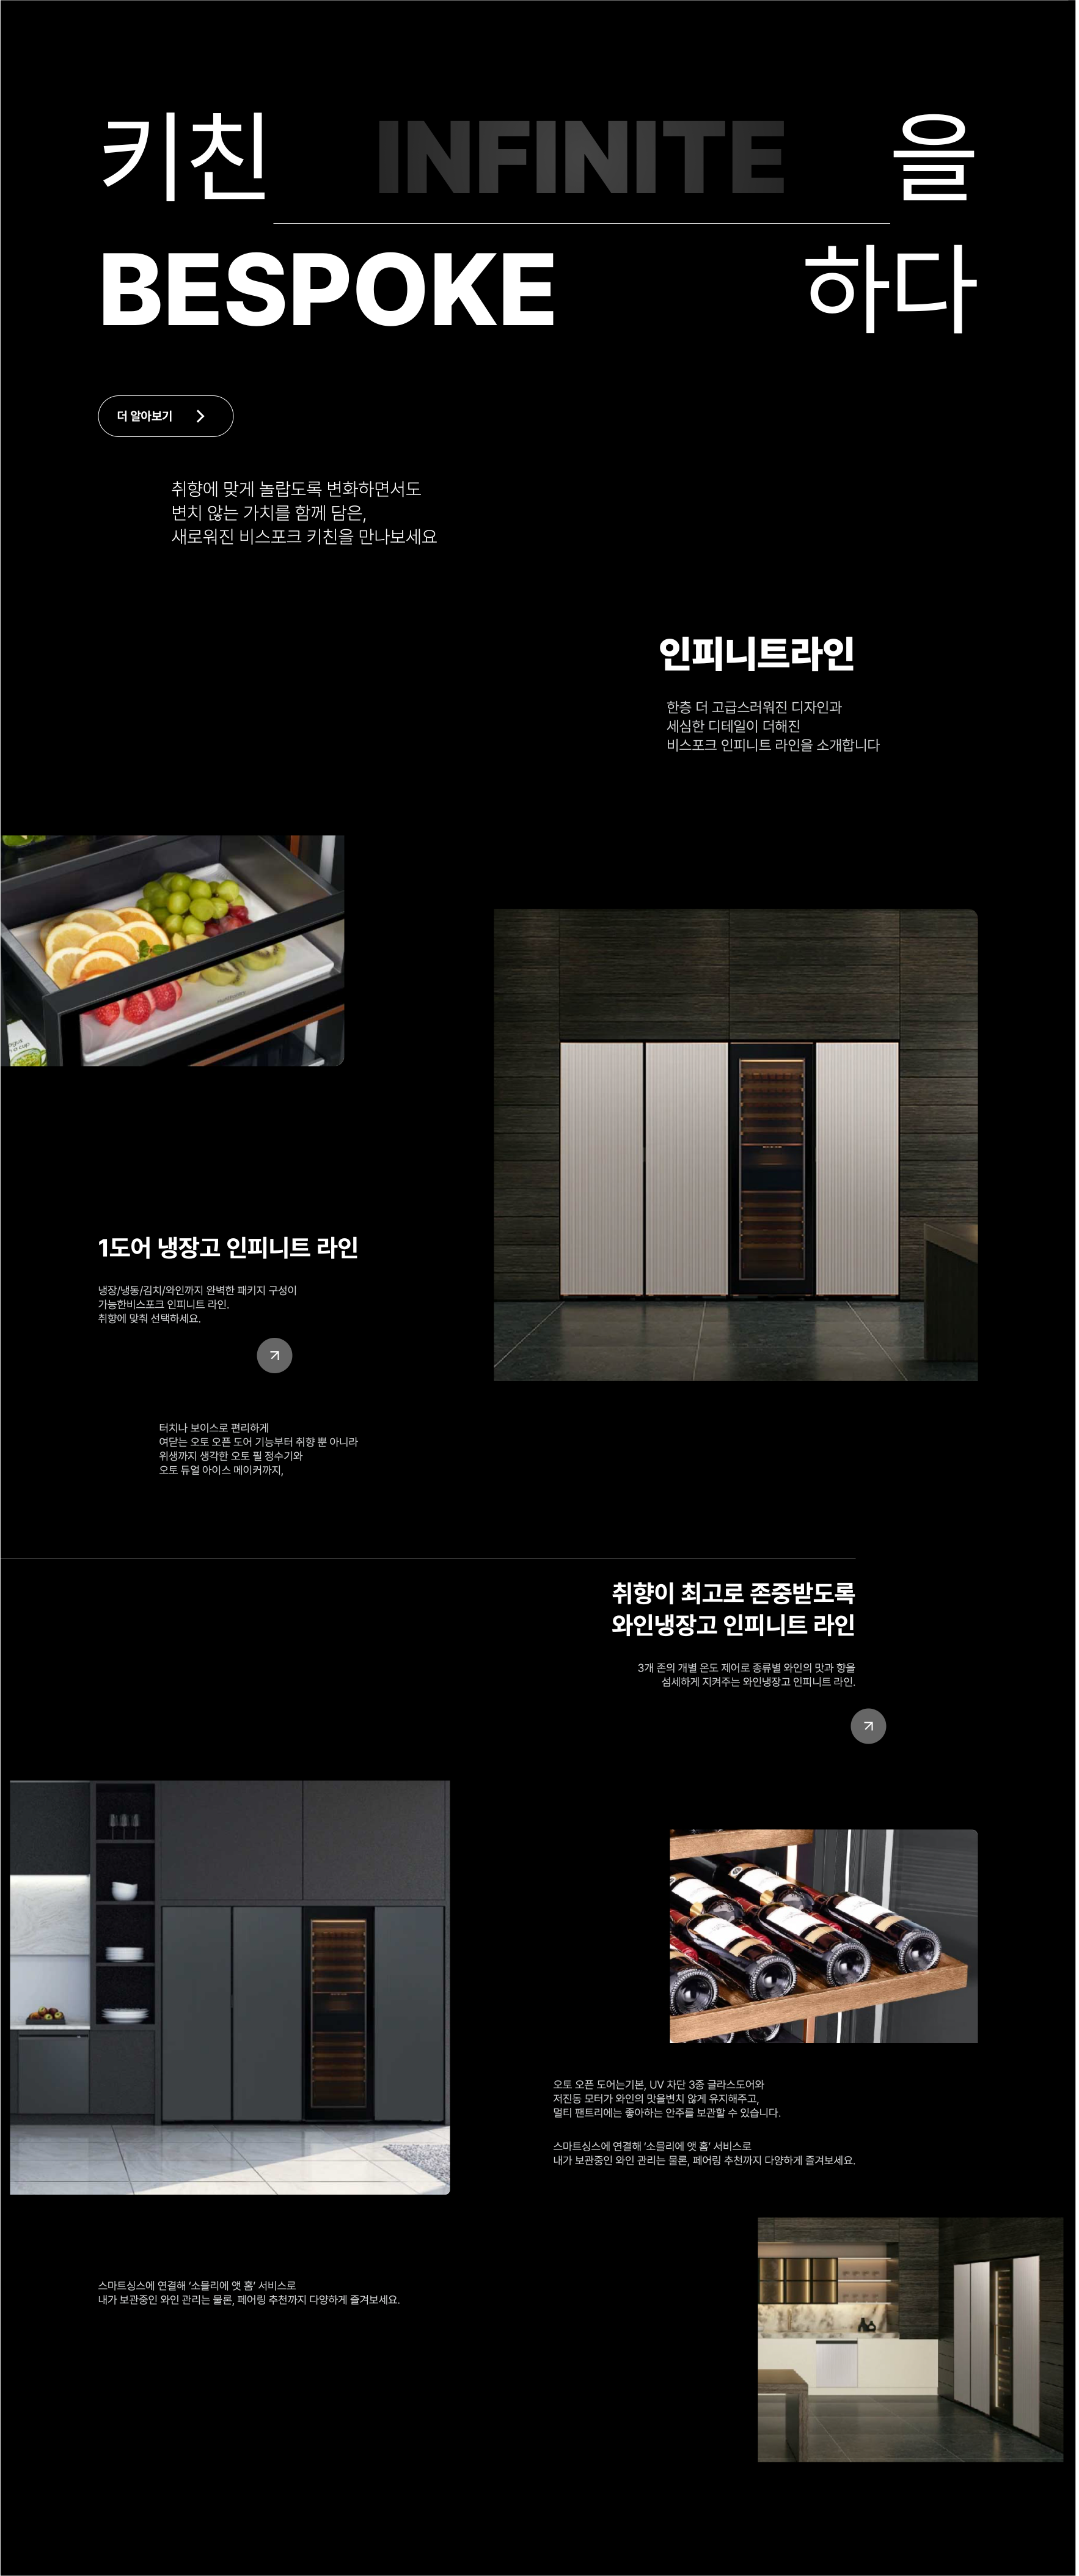 키친 INFINITE 을
BESPOKE 하다
더 알아보기
취향에 맞게 놀랍도록 변화하면서도
변치 않는 가치를 함께 담은,
새로워진 비스포크 키친을 만나보세요
인피니트라인
한층 더 고급스러워진 디자인과
세심한 디테일이 더해진
비스포크 인피니트 라인을 소개합니다
1도어 냉장고 인피니트 라인
냉장/냉동/김치/와인까지 완벽한 패키지 구성이
가능한비스포크 인피니트 라인.
취향에 맞춰 선택하세요.
터치나 보이스로 편리하게
여닫는 오토 오픈 도어 기능부터 취향 뿐 아니라
위생까지 생각한 오토 필 정수기와
오토 듀얼 아이스 메이커까지,
취향이 최고로 존중받도록
와인냉장고 인피니트 라인
3개 존의 개별 온도 제어로 종류별 와인의 맛과 향을
섬세하게 지켜주는 와인냉장고 인피니트 라인.
오토 오픈 도어는기본, UV 차단 3중 글라스도어와
저진동 모터가 와인의 맛을변치 않게 유지해주고,
멀티 팬트리에는 좋아하는 안주를 보관할 수 있습니다.
스마트싱스에 연결해 ‘소믈리에 앳 홈’ 서비스로
내가 보관중인 와인 관리는 물론, 페어링 추천까지 다양하게 즐겨보세요.
스마트싱스에 연결해 ‘소믈리에 앳 홈’ 서비스로
내가 보관중인 와인 관리는 물론, 페어링 추천까지 다양하게 즐겨보세요.